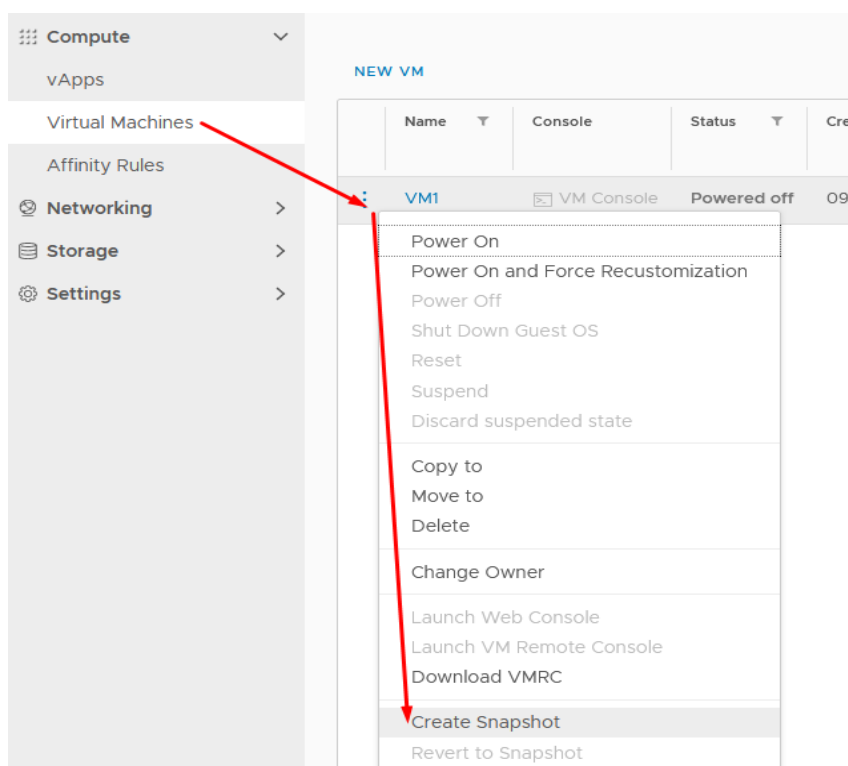 Compute
vApps
Virtual Machines
Affinity Rules
Networking
Storage
Settings
NEW VM
Name Console Status Cre
VM1 VM Console Powered off 09
Power On
Power On and Force Recustomization
Power Off
Shut Down Guest OS
Reset
Suspend
Discard suspended state
Copy to
Move to
Delete
Change Owner
Launch Web Console
Launch VM Remote Console
Download VMRC
Create Snapshot
Revert to Snapshot